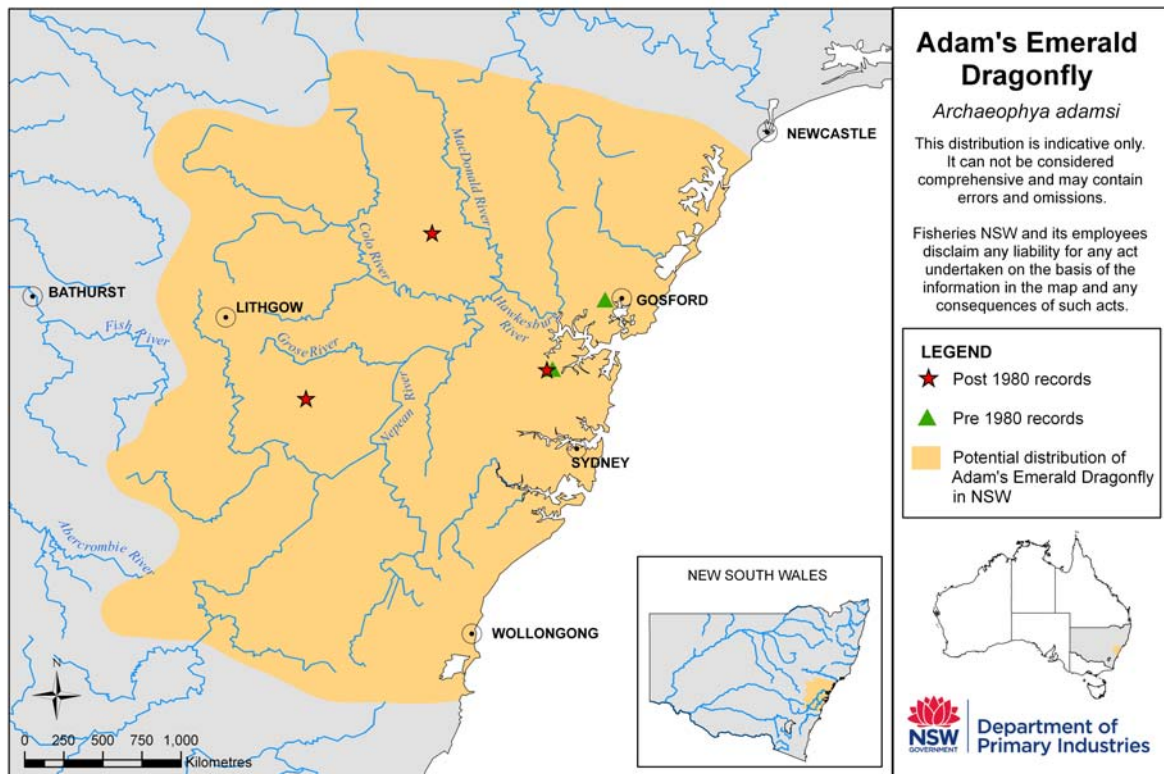 Adam's Emerald
Dragonfly
Archaeophya adamsi
This distribution is indicative only.
It can not be considered
comprehensive and may contain
errors and omissions.
Fisheries NSW and its employees
disclaim any liability for any act
undertaken on the basis of the
information in the map and any
consequences of such acts.
LEGEND
Post 1980 records
Pre 1980 records
Potential distribution of
Adam's Emerald Dragonfly
in NSW
NEWCASTLE
MacDonald River
Colo River
BATHURST
LITHGOW
GOSFORD
Hawkesbury
River
Fish River
Grose River
Nepean
River
SYDNEY
Abercrombie River
WOLLONGONG
NEW SOUTH WALES
N
0 250 500 750 1,000
Kilometres
NSW
GOVERNMENT
Department of
Primary Industries